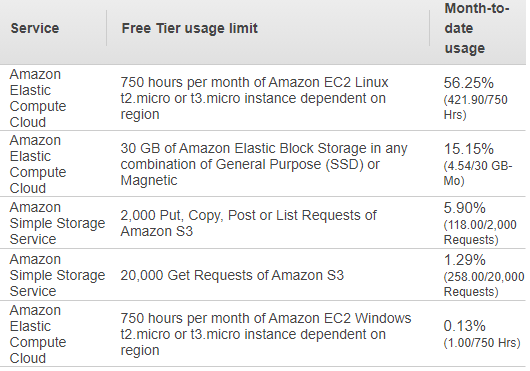 Service Free Tier usage limit Month-to-
date
usage
Amazon
Elastic
Compute
Cloud
750 hours per month of Amazon EC2 Linux
t2.micro or t3.micro instance dependent on
region
56.25%
(421.90/750
Hrs)
Amazon
Elastic
Compute
Cloud
30 GB of Amazon Elastic Block Storage in any
combination of General Purpose (SSD) or
Magnetic
15.15%
(4.54/30 GB-
Mo)
Amazon
Simple Storage
Service
2,000 Put, Copy, Post or List Requests of
Amazon S3
5.90%
(118.00/2,000
Requests)
Amazon
Simple Storage
Service
20,000 Get Requests of Amazon S3
1.29%
(258.00/20,000
Requests)
Amazon
Elastic
Compute
Cloud
750 hours per month of Amazon EC2 Windows
t2.micro or t3.micro instance dependent on
region
0.13%
(1.00/750 Hrs)